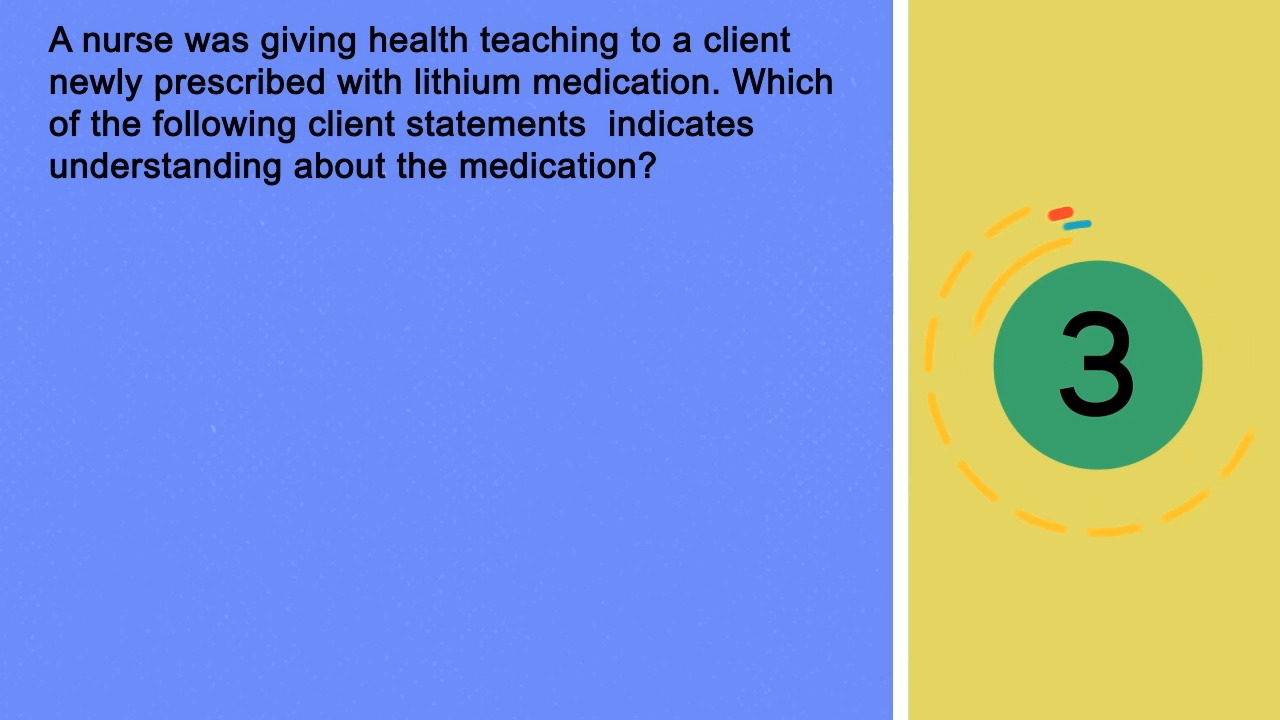 A nurse was giving health teaching to a client
newly prescribed with lithium medication. Which
of the following client statements  indicates
understanding about the medication?
3